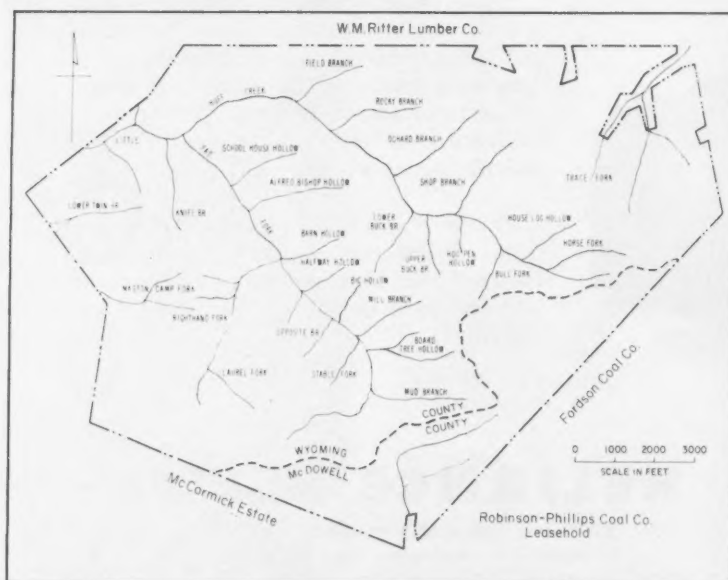 W.M. Ritter Lumber Co.
FIELD BRANCH
HUFF CREEK
ROCKY BRANCH
LITTLE
SCHOOL HOUSE HOLLOW
OCHARD BRANCH
ALFRED BISHOP HOLLOW
SHOP BRANCH
TRACE FORK
LOWER TWIN BR.
KNIFE BR.
FORK
LOWER
BUCK BR.
HOUSE LOG HOLLOW
BARN HOLLOW
HORSE FORK
UPPER
BUCK BR.
HOG PEN
HOLLOW
HALFWAY HOLLOW
BULL FORK
BIG HOLLOW
CAMP FORK
MILL BRANCH
RIGHTHAND FORK
OPPOSITE BR.
BOARD
TREE HOLLOW
LAUREL FORK
STABLE FORK
MUD BRANCH
Fordson Coal Co.
COUNTY
COUNTY
WYOMING
McDOWELL
0 1000 2000 3000
SCALE IN FEET
McCormick Estate
Robinson-Phillips Coal Co.
Leasehold